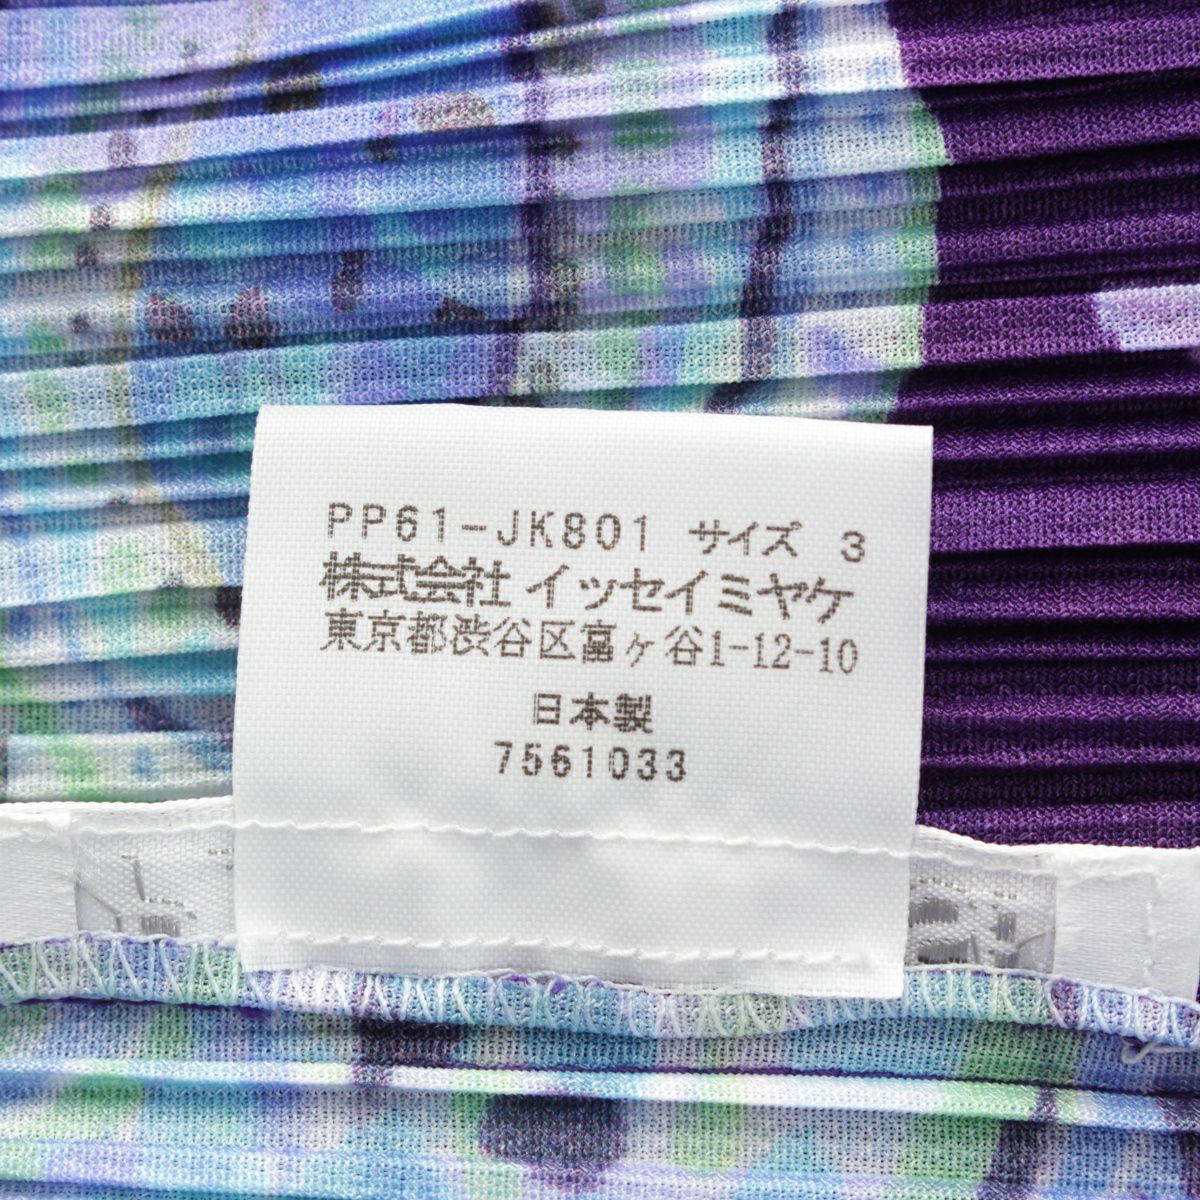 PP61-JK801 サイズ 3
株式会社 イッセイミヤケ
東京都渋谷区富ヶ谷1-12-10
日本製
7561033